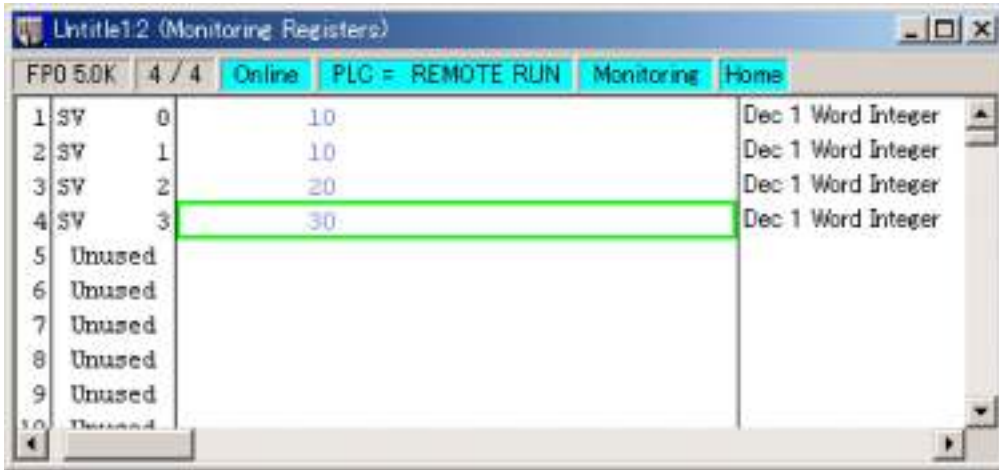 Untitle1:2 (Monitoring Registers)
FP0 5.0K 4 / 4 Online PLC = REMOTE RUN Monitoring Home
1 SV 0 10 Dec 1 Word Integer
2 SV 1 10 Dec 1 Word Integer
3 SV 2 20 Dec 1 Word Integer
4 SV 3 30 Dec 1 Word Integer
5 Unused
6 Unused
7 Unused
8 Unused
9 Unused
10 Unused